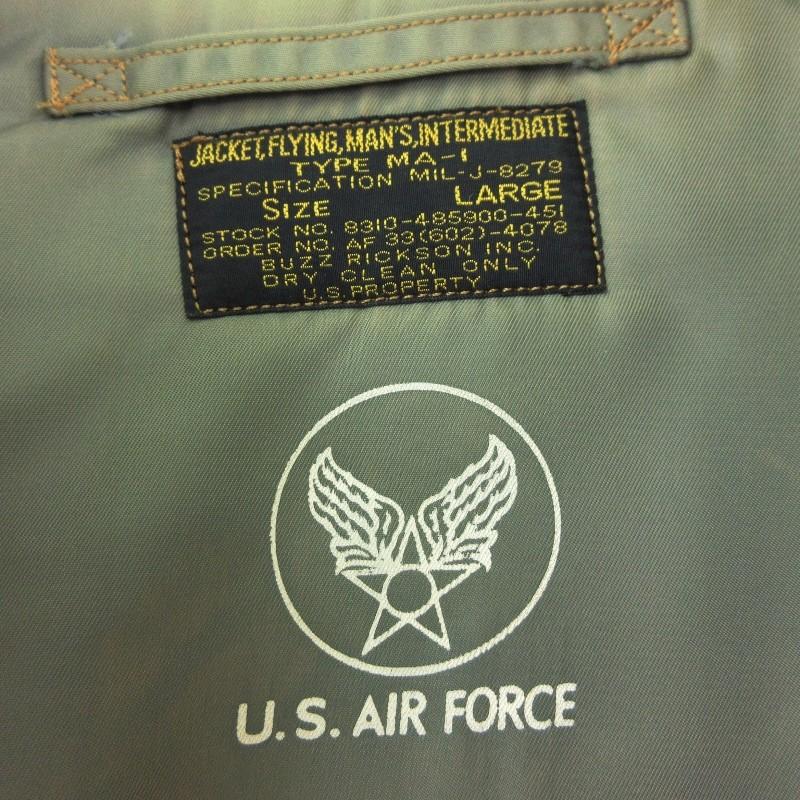 JACKET, FLYING, MAN'S, INTERMEDIATE
TYPE MA-1
SPECIFICATION MIL-J-8279
SIZE LARGE
STOCK NO. 8310-485900-451
ORDER NO. AF 33(602)-4078
BUZZ RICKSON INC.
DRY CLEAN ONLY
U.S. PROPERTY
U.S. AIR FORCE